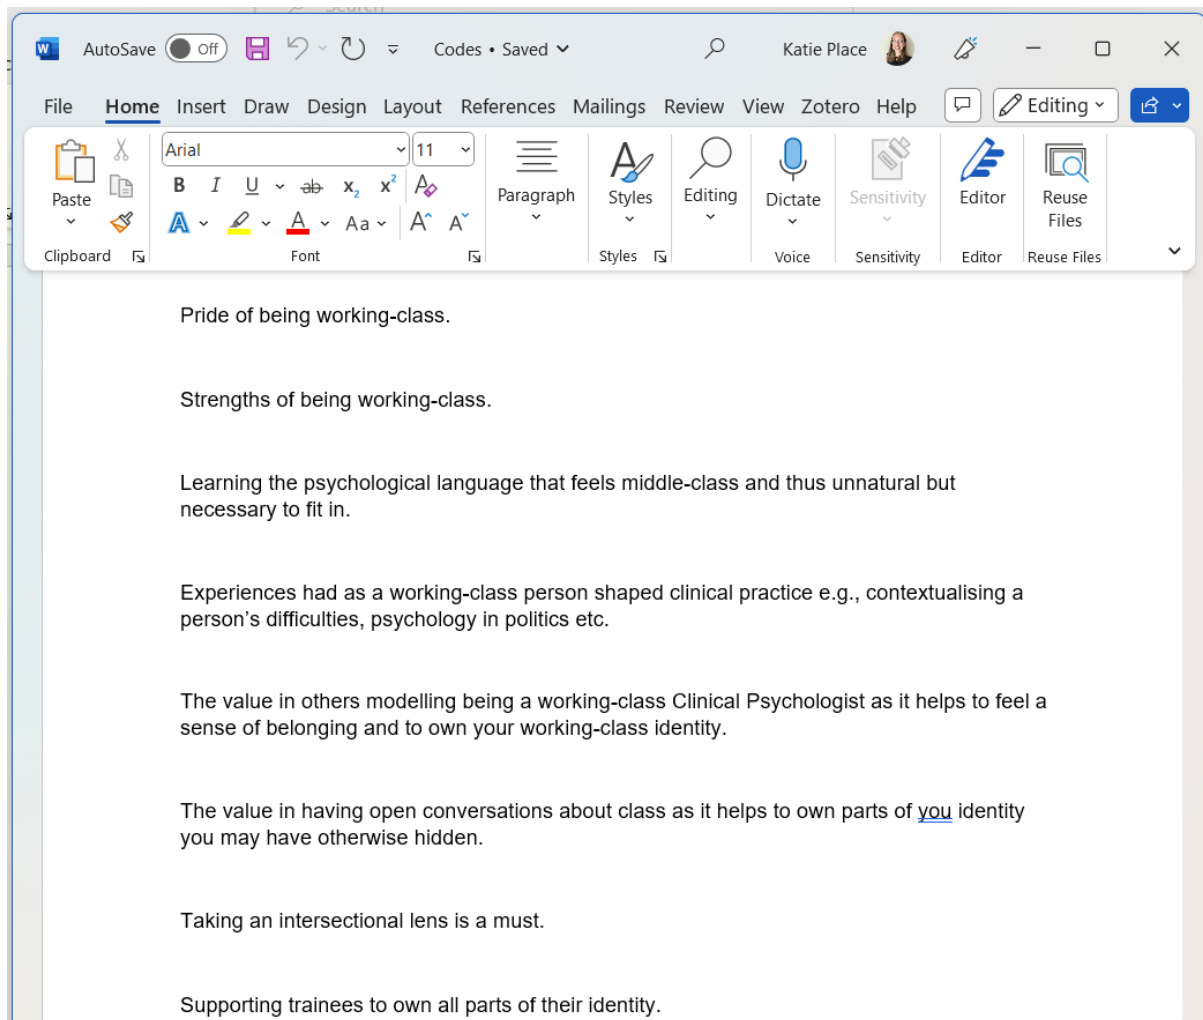 Search
AutoSave Off Codes • Saved Katie Place
File Home Insert Draw Design Layout References Mailings Review View Zotero Help Editing
Arial 11
B I U ab x₂ x² A
A A Aa A A
Paste
Clipboard
Font
Paragraph
Styles
Styles
Editing
Dictate
Voice
Sensitivity
Sensitivity
Editor
Editor
Reuse
Files
Reuse Files
Pride of being working-class.
Strengths of being working-class.
Learning the psychological language that feels middle-class and thus unnatural but
necessary to fit in.
Experiences had as a working-class person shaped clinical practice e.g., contextualising a
person’s difficulties, psychology in politics etc.
The value in others modelling being a working-class Clinical Psychologist as it helps to feel a
sense of belonging and to own your working-class identity.
The value in having open conversations about class as it helps to own parts of you identity
you may have otherwise hidden.
Taking an intersectional lens is a must.
Supporting trainees to own all parts of their identity.